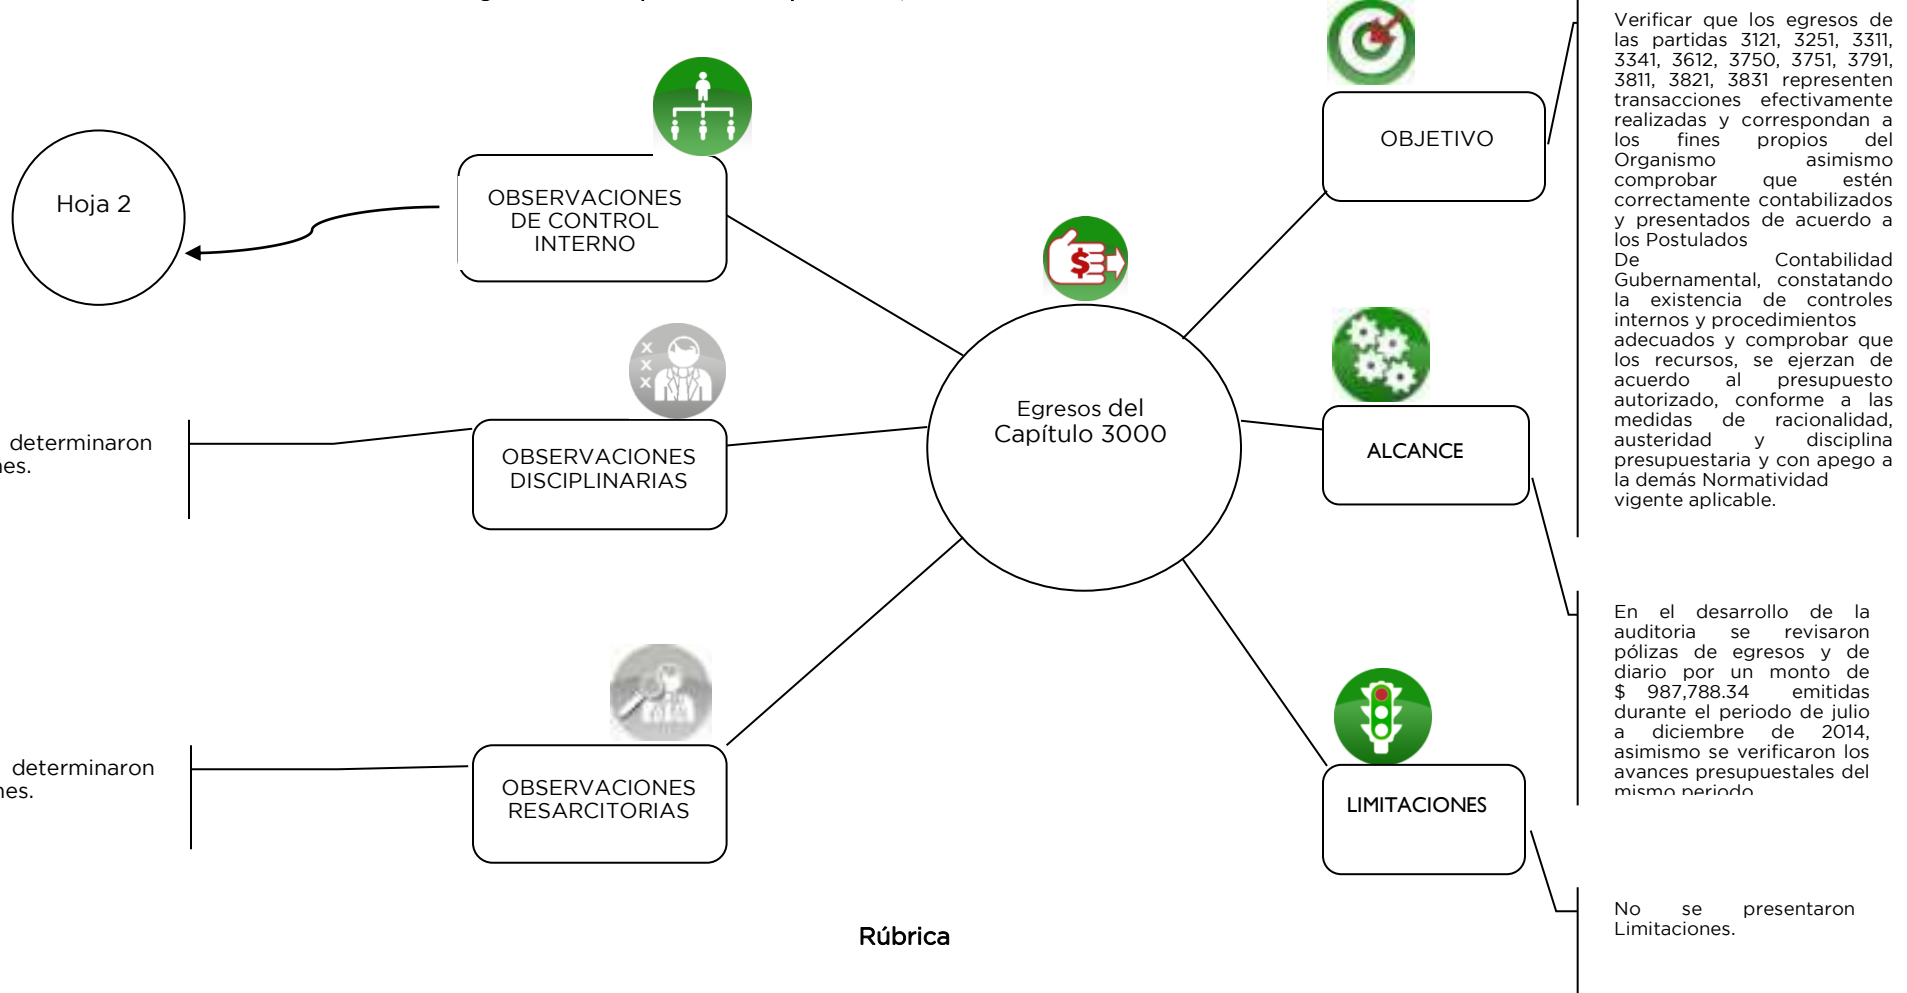 Hoja 2
OBSERVACIONES
DE CONTROL
INTERNO
determinaron
OBSERVACIONES
DISCIPLINARIAS
determinaron
OBSERVACIONES
RESARCITORIAS
Egresos del
Capítulo 3000
OBJETIVO
Verificar que los egresos de
las partidas 3121, 3251, 3311,
3341, 3612, 3750, 3751, 3791,
3811, 3821, 3831 representen
transacciones efectivamente
realizadas y correspondan a
los fines propios del
Organismo asimismo
comprobar que estén
correctamente contabilizados
y presentados de acuerdo a
los Postulados
De Contabilidad
Gubernamental, constatando
la existencia de controles
internos y procedimientos
adecuados y comprobar que
los recursos, se ejerzan de
acuerdo al presupuesto
autorizado, conforme a las
medidas de racionalidad,
austeridad y disciplina
presupuestaria y con apego a
la demás Normatividad
vigente aplicable.
ALCANCE
En el desarrollo de la
auditoria se revisaron
pólizas de egresos y de
diario por un monto de
$ 987,788.34 emitidas
durante el periodo de julio
a diciembre de 2014,
asimismo se verificaron los
avances presupuestales del
mismo periodo
LIMITACIONES
No se presentaron
Limitaciones.
Rúbrica